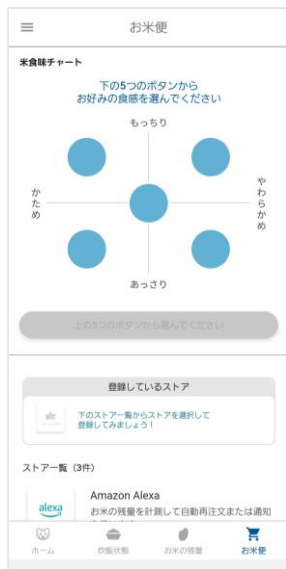 お米便
米食味チャート
下の5つのボタンから
お好みの食感を選んでください
もっちり
かため
やわらかめ
あっさり
上の5つのボタンから選んでください
登録しているストア
下のストア一覧からストアを選択して
登録してみましょう！
ストア一覧（3件）
alexa
Amazon Alexa
お米の残量を計測して自動再注文または通知
ホーム
炊飯状態
お米の残量
お米便